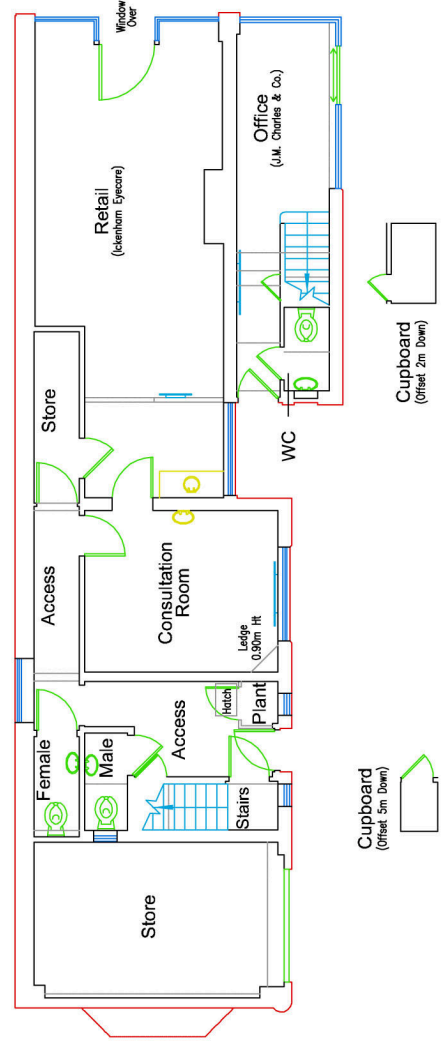 Window
Over
Retail
(Ickenham Eyecare)
Office
(J.M. Charles & Co.)
Store
WC
Cupboard
(Offset 2m Down)
Access
Consultation
Room
Ledge
0.90m Ht
Female
Male
Access
Hatch
Plant
Stairs
Store
Cupboard
(Offset 5m Down)